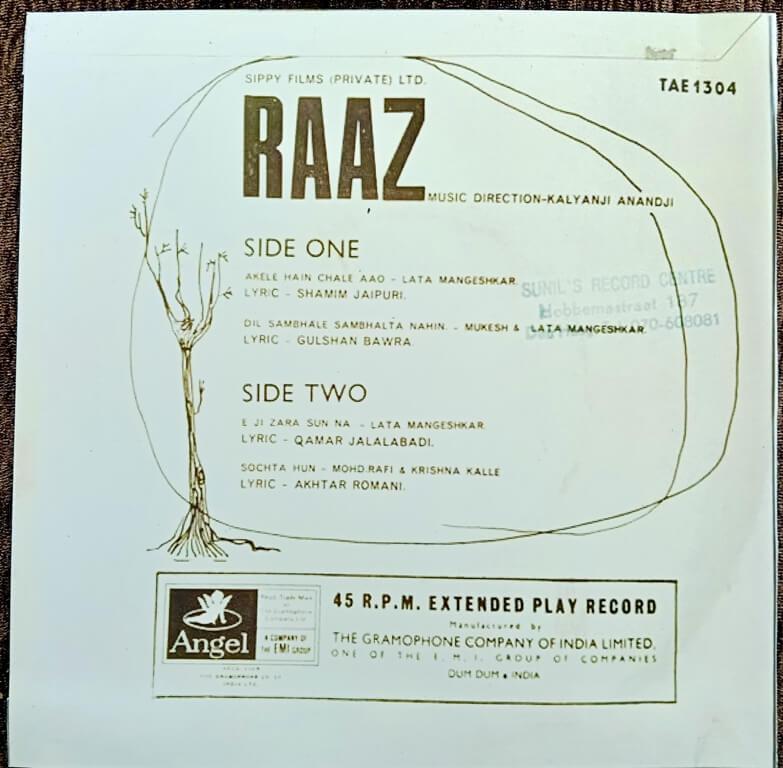 SIPPY FILMS (PRIVATE) LTD.
TAE 1304
RAAZ
MUSIC DIRECTION-KALYANJI ANANDJI
SIDE ONE
AKELE HAIN CHALE AAO - LATA MANGESHKAR.
LYRIC - SHAMIM JAIPURI.
SUNIL'S RECORD CENTRE
Hobbemastraat 187
070-608081
DIL SAMBHALE SAMBHALTA NAHIN. - MUKESH & LATA MANGESHKAR.
LYRIC - GULSHAN BAWRA.
SIDE TWO
E JI ZARA SUN NA - LATA MANGESHKAR.
LYRIC - QAMAR JALALABADI.
SOCHTA HUN - MOHD.RAFI & KRISHNA KALLE
LYRIC - AKHTAR ROMANI.
Angel
A COMPANY OF
THE EMI GROUP
45 R.P.M. EXTENDED PLAY RECORD
Manufactured by
THE GRAMOPHONE COMPANY OF INDIA LIMITED.
ONE OF THE E. M. I. GROUP OF COMPANIES
DUM DUM • INDIA